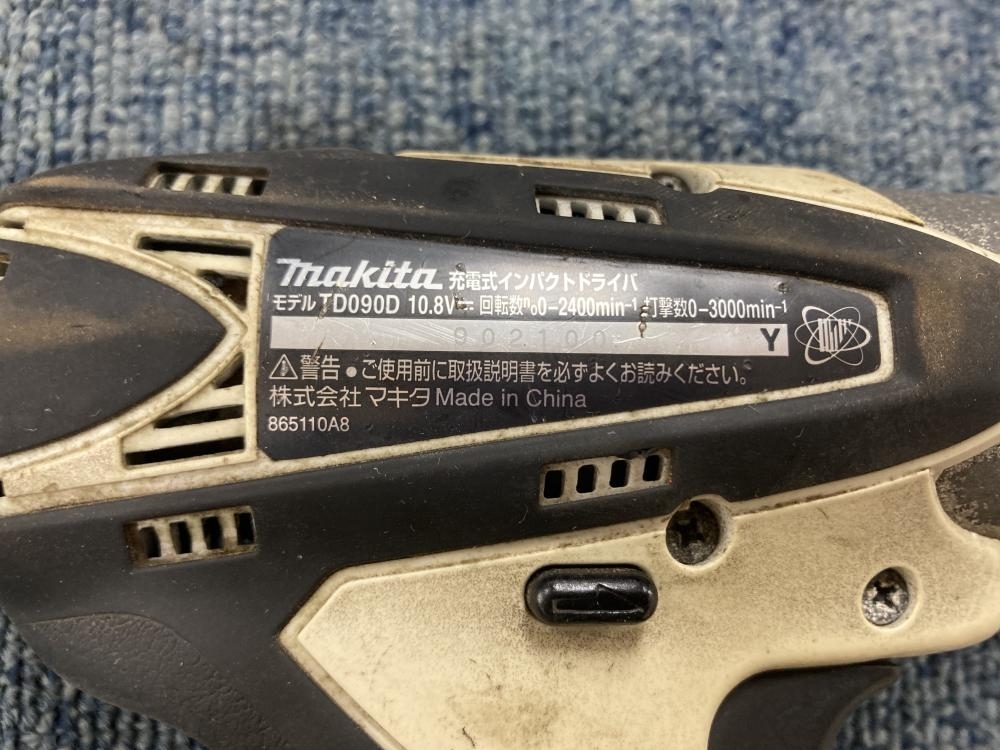 makita 充電式インパクトドライバ
モデル TD090D 10.8V⎓ 回転数n₀0-2400min⁻¹ 打撃数0-3000min⁻¹
902100 Y
⚠警告 ●ご使用前に取扱説明書を必ずよくお読みください。
株式会社 マキタ Made in China
865110A8